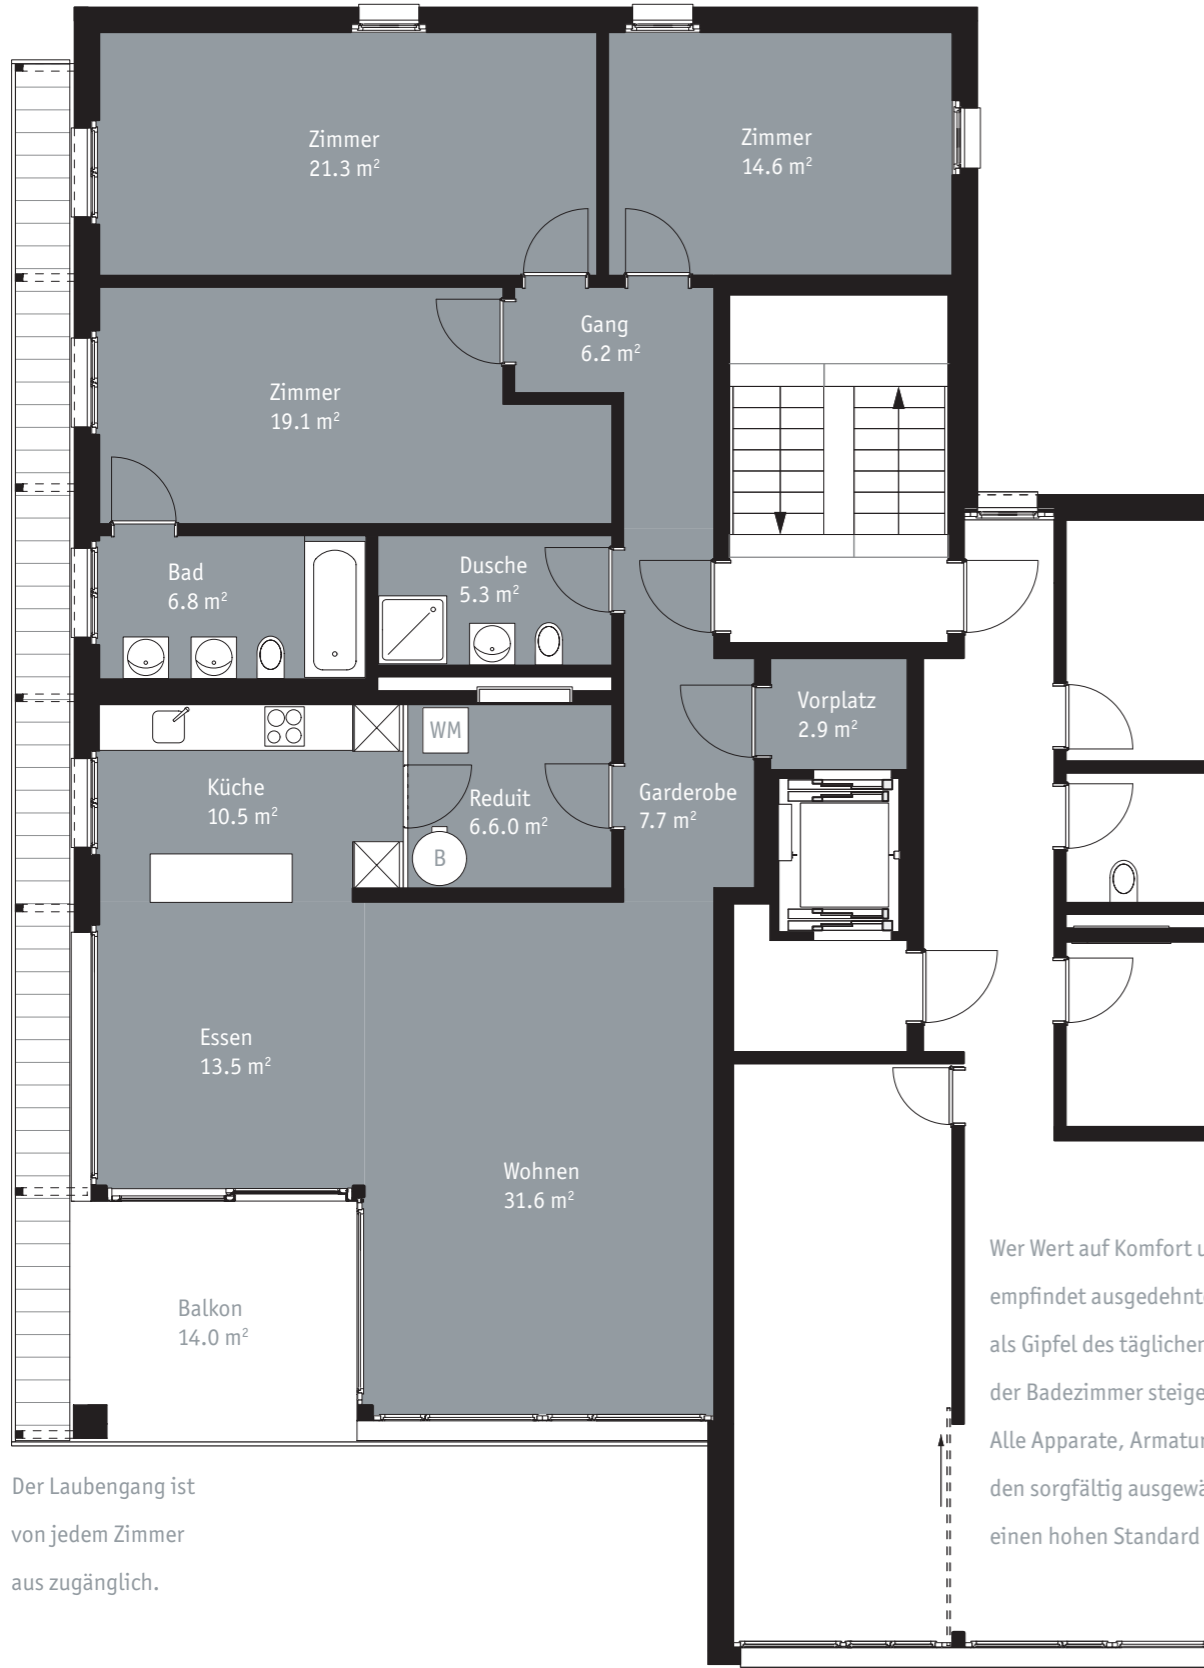 Zimmer
21.3 m²
Zimmer
14.6 m²
Gang
6.2 m²
Zimmer
19.1 m²
Bad
6.8 m²
Dusche
5.3 m²
Vorplatz
2.9 m²
WM
Küche
10.5 m²
Reduit
6.6.0 m²
Garderobe
7.7 m²
B
Essen
13.5 m²
Wohnen
31.6 m²
Balkon
14.0 m²
Wer Wert auf Komfort u
empfindet ausgedehnt
als Gipfel des tägliche
der Badezimmer steige
Alle Apparate, Armatu
den sorgfältig ausgewä
einen hohen Standard
Der Laubengang ist
von jedem Zimmer
aus zugänglich.